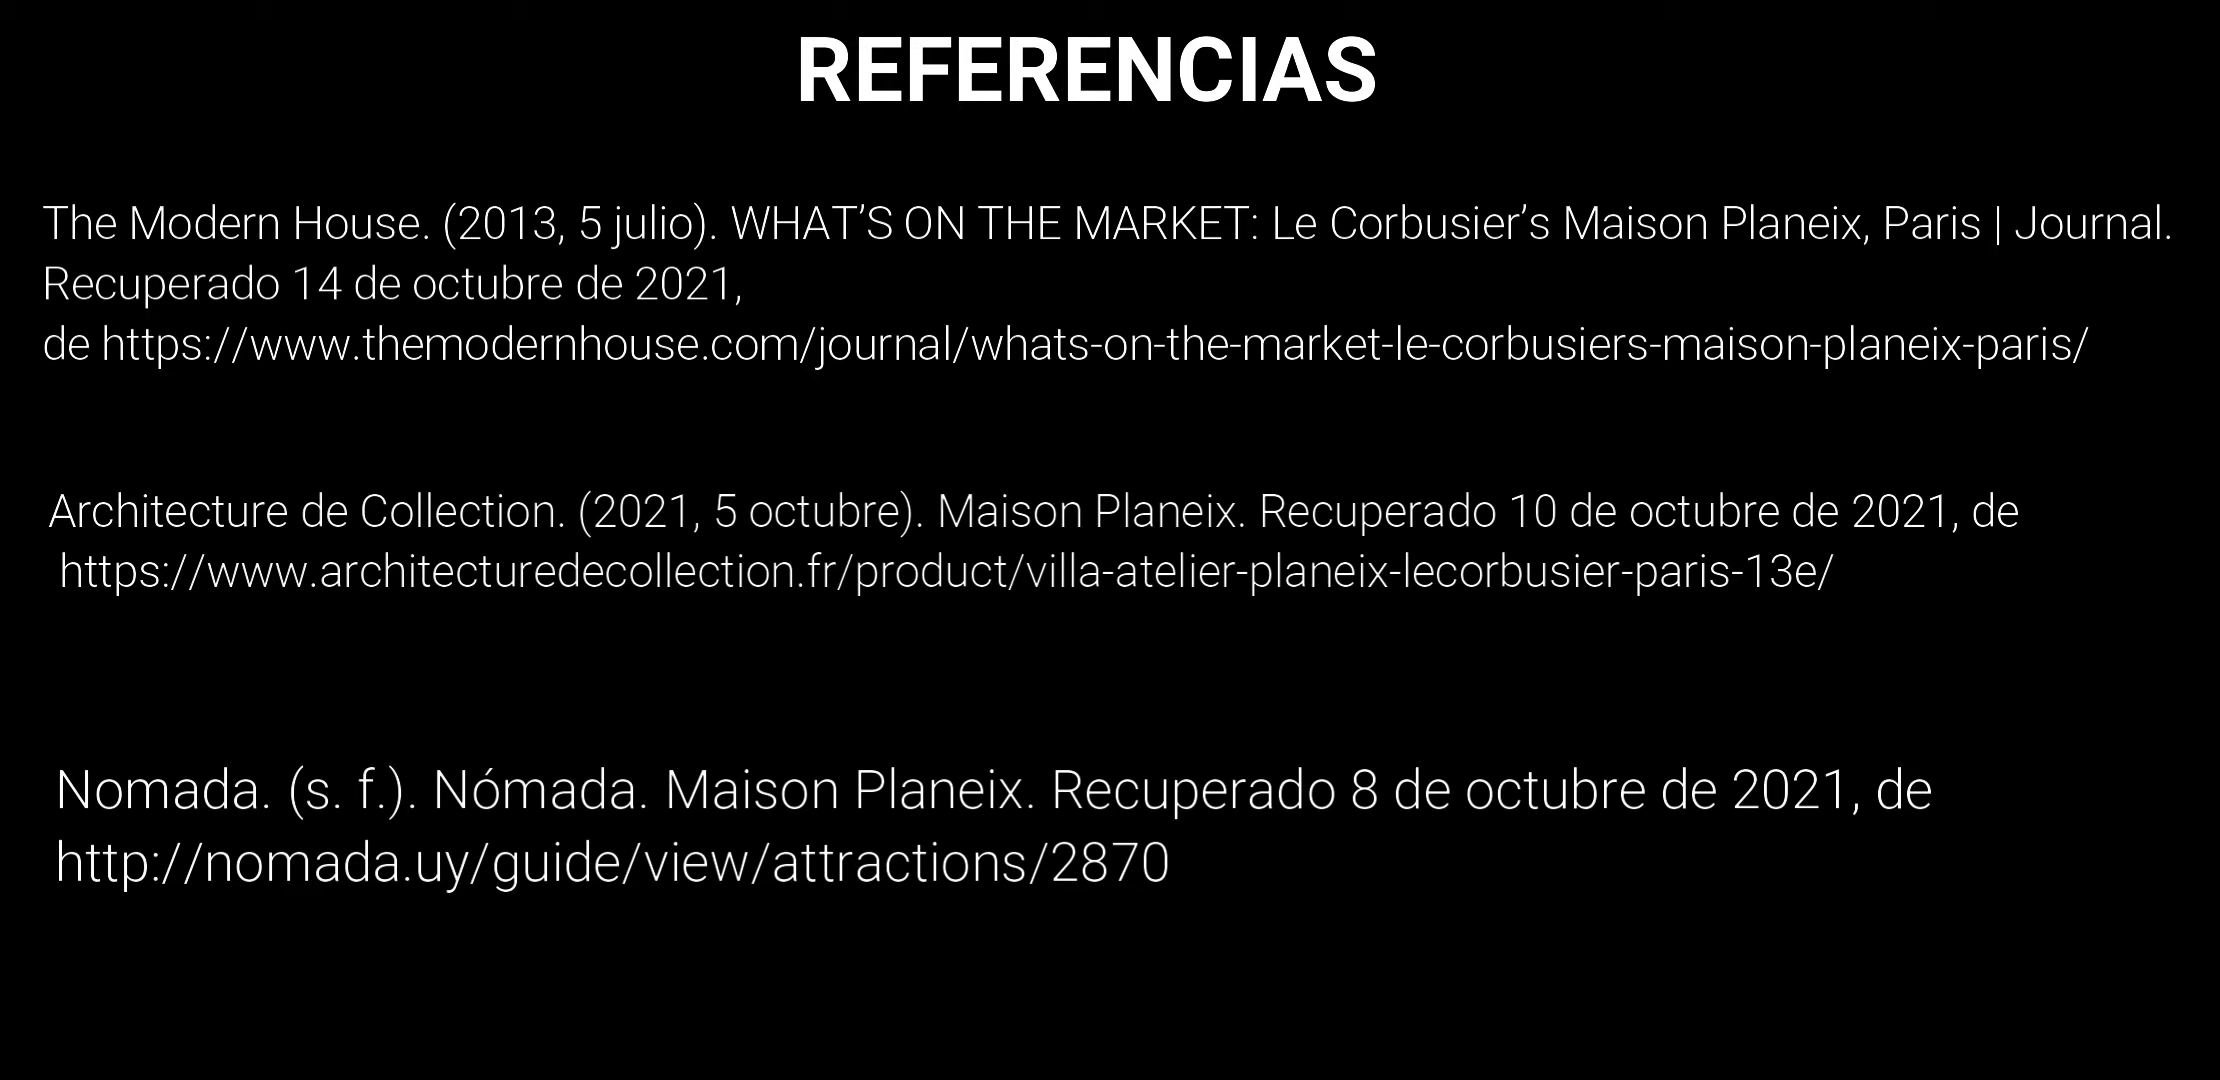 REFERENCIAS
The Modern House. (2013, 5 julio). WHAT’S ON THE MARKET: Le Corbusier’s Maison Planeix, Paris | Journal.
Recuperado 14 de octubre de 2021,
de https://www.themodernhouse.com/journal/whats-on-the-market-le-corbusiers-maison-planeix-paris/
Architecture de Collection. (2021, 5 octubre). Maison Planeix. Recuperado 10 de octubre de 2021, de
https://www.architecturedecollection.fr/product/villa-atelier-planeix-lecorbusier-paris-13e/
Nomada. (s. f.). Nómada. Maison Planeix. Recuperado 8 de octubre de 2021, de
http://nomada.uy/guide/view/attractions/2870